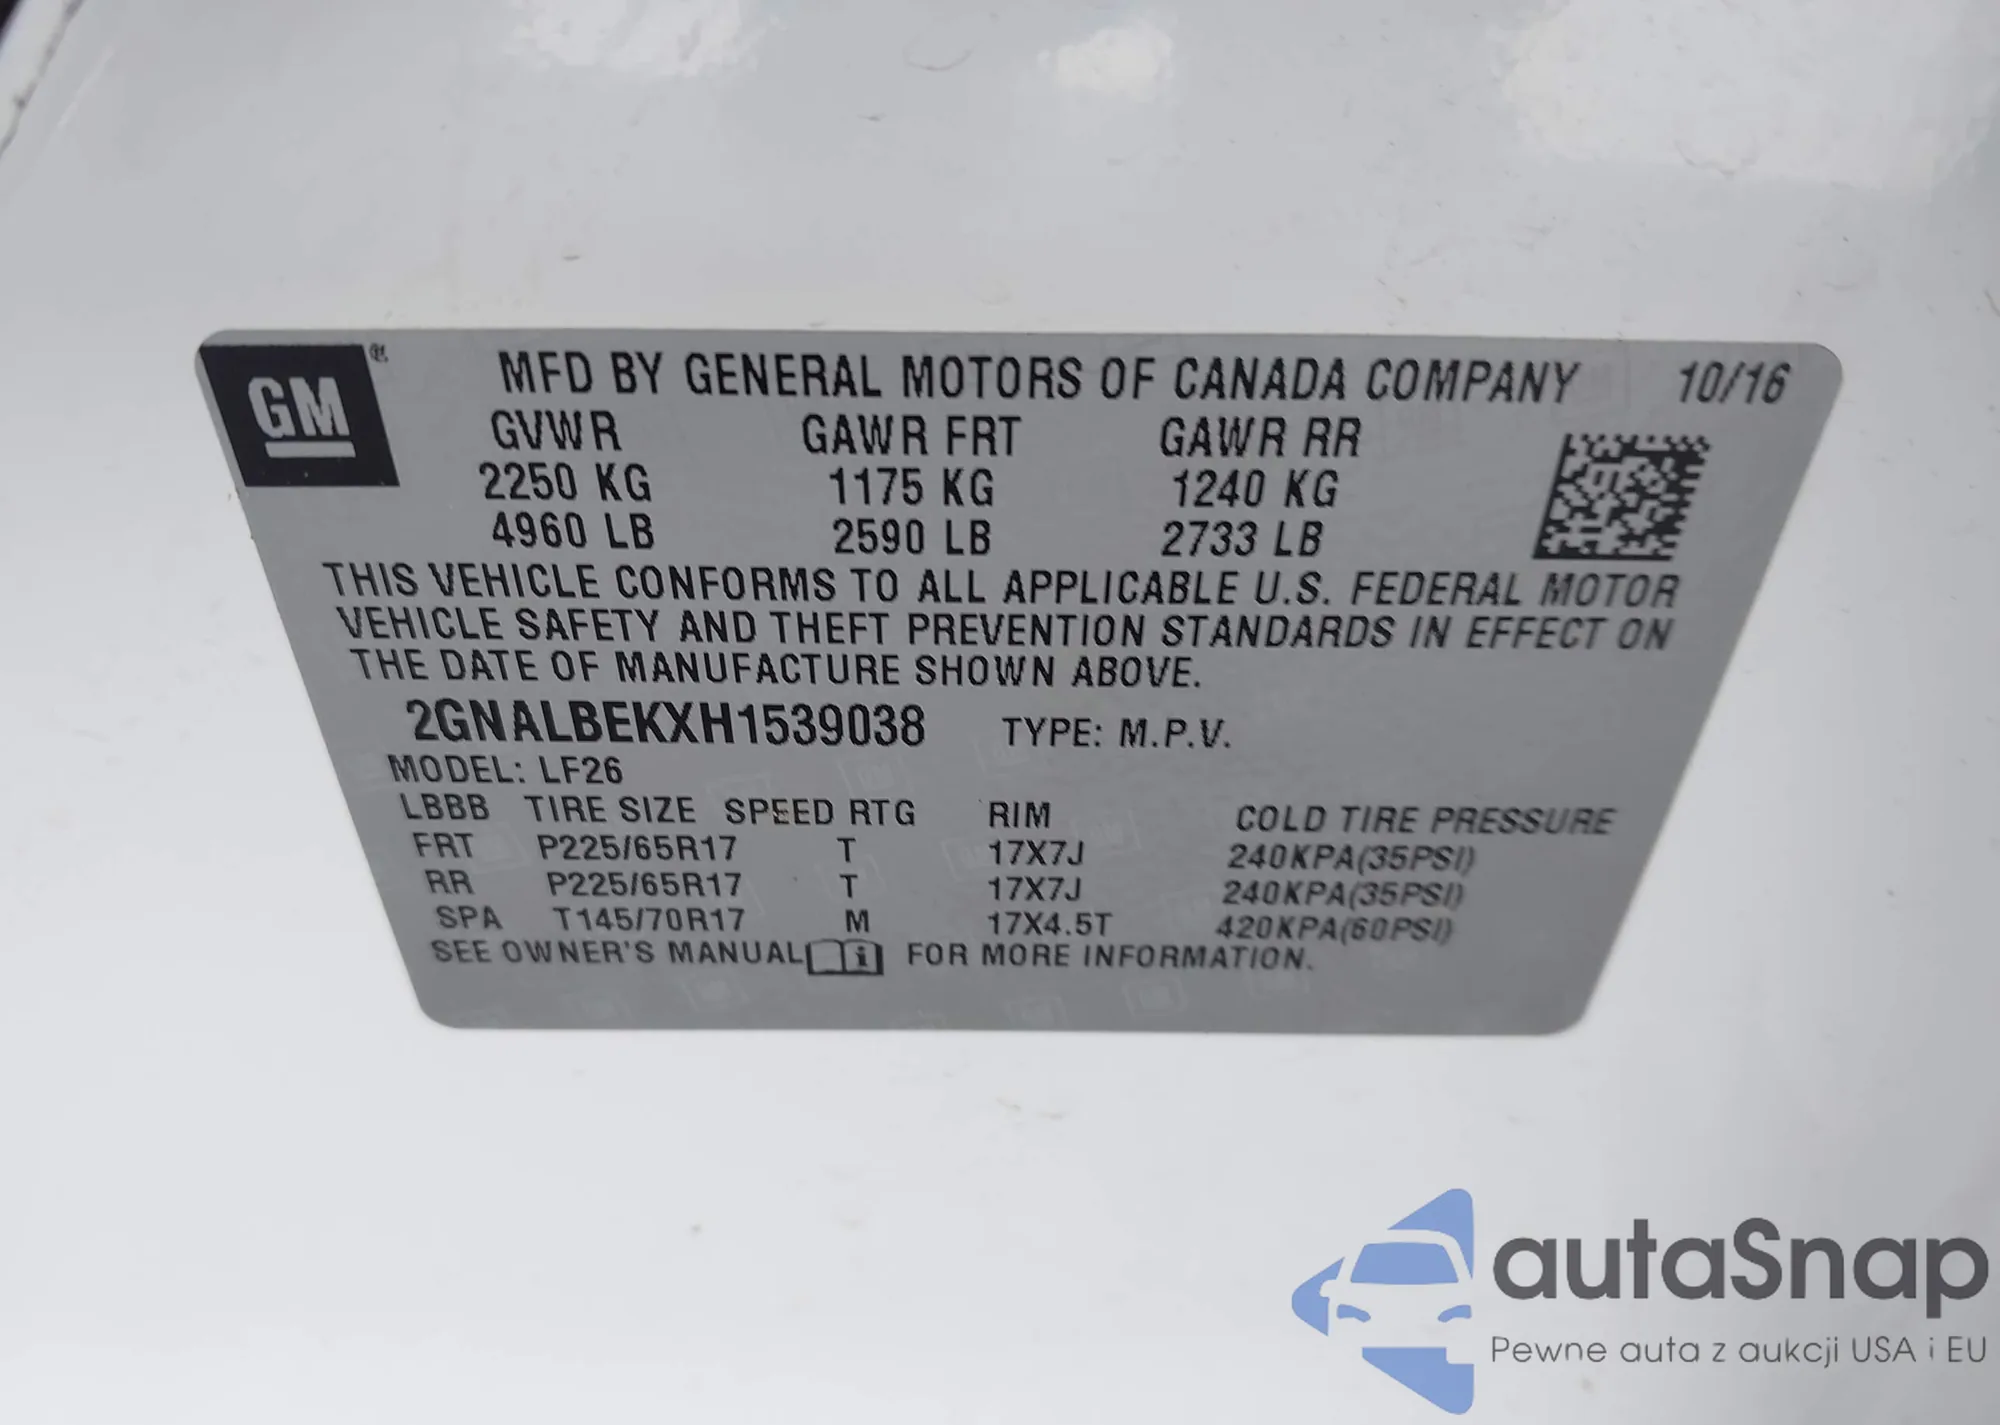 GM ®
MFD BY GENERAL MOTORS OF CANADA COMPANY 10/16
GVWR GAWR FRT GAWR RR
2250 KG 1175 KG 1240 KG
4960 LB 2590 LB 2733 LB
THIS VEHICLE CONFORMS TO ALL APPLICABLE U.S. FEDERAL MOTOR
VEHICLE SAFETY AND THEFT PREVENTION STANDARDS IN EFFECT ON
THE DATE OF MANUFACTURE SHOWN ABOVE.
2GNALBEKXH1539038 TYPE: M.P.V.
MODEL: LF26
LBBB TIRE SIZE SPEED RTG RIM COLD TIRE PRESSURE
FRT P225/65R17 T 17X7J 240KPA(35PSI)
RR P225/65R17 T 17X7J 240KPA(35PSI)
SPA T145/70R17 M 17X4.5T 420KPA(60PSI)
SEE OWNER'S MANUAL i FOR MORE INFORMATION.
autaSnap
Pewne auta z aukcji USA i EU